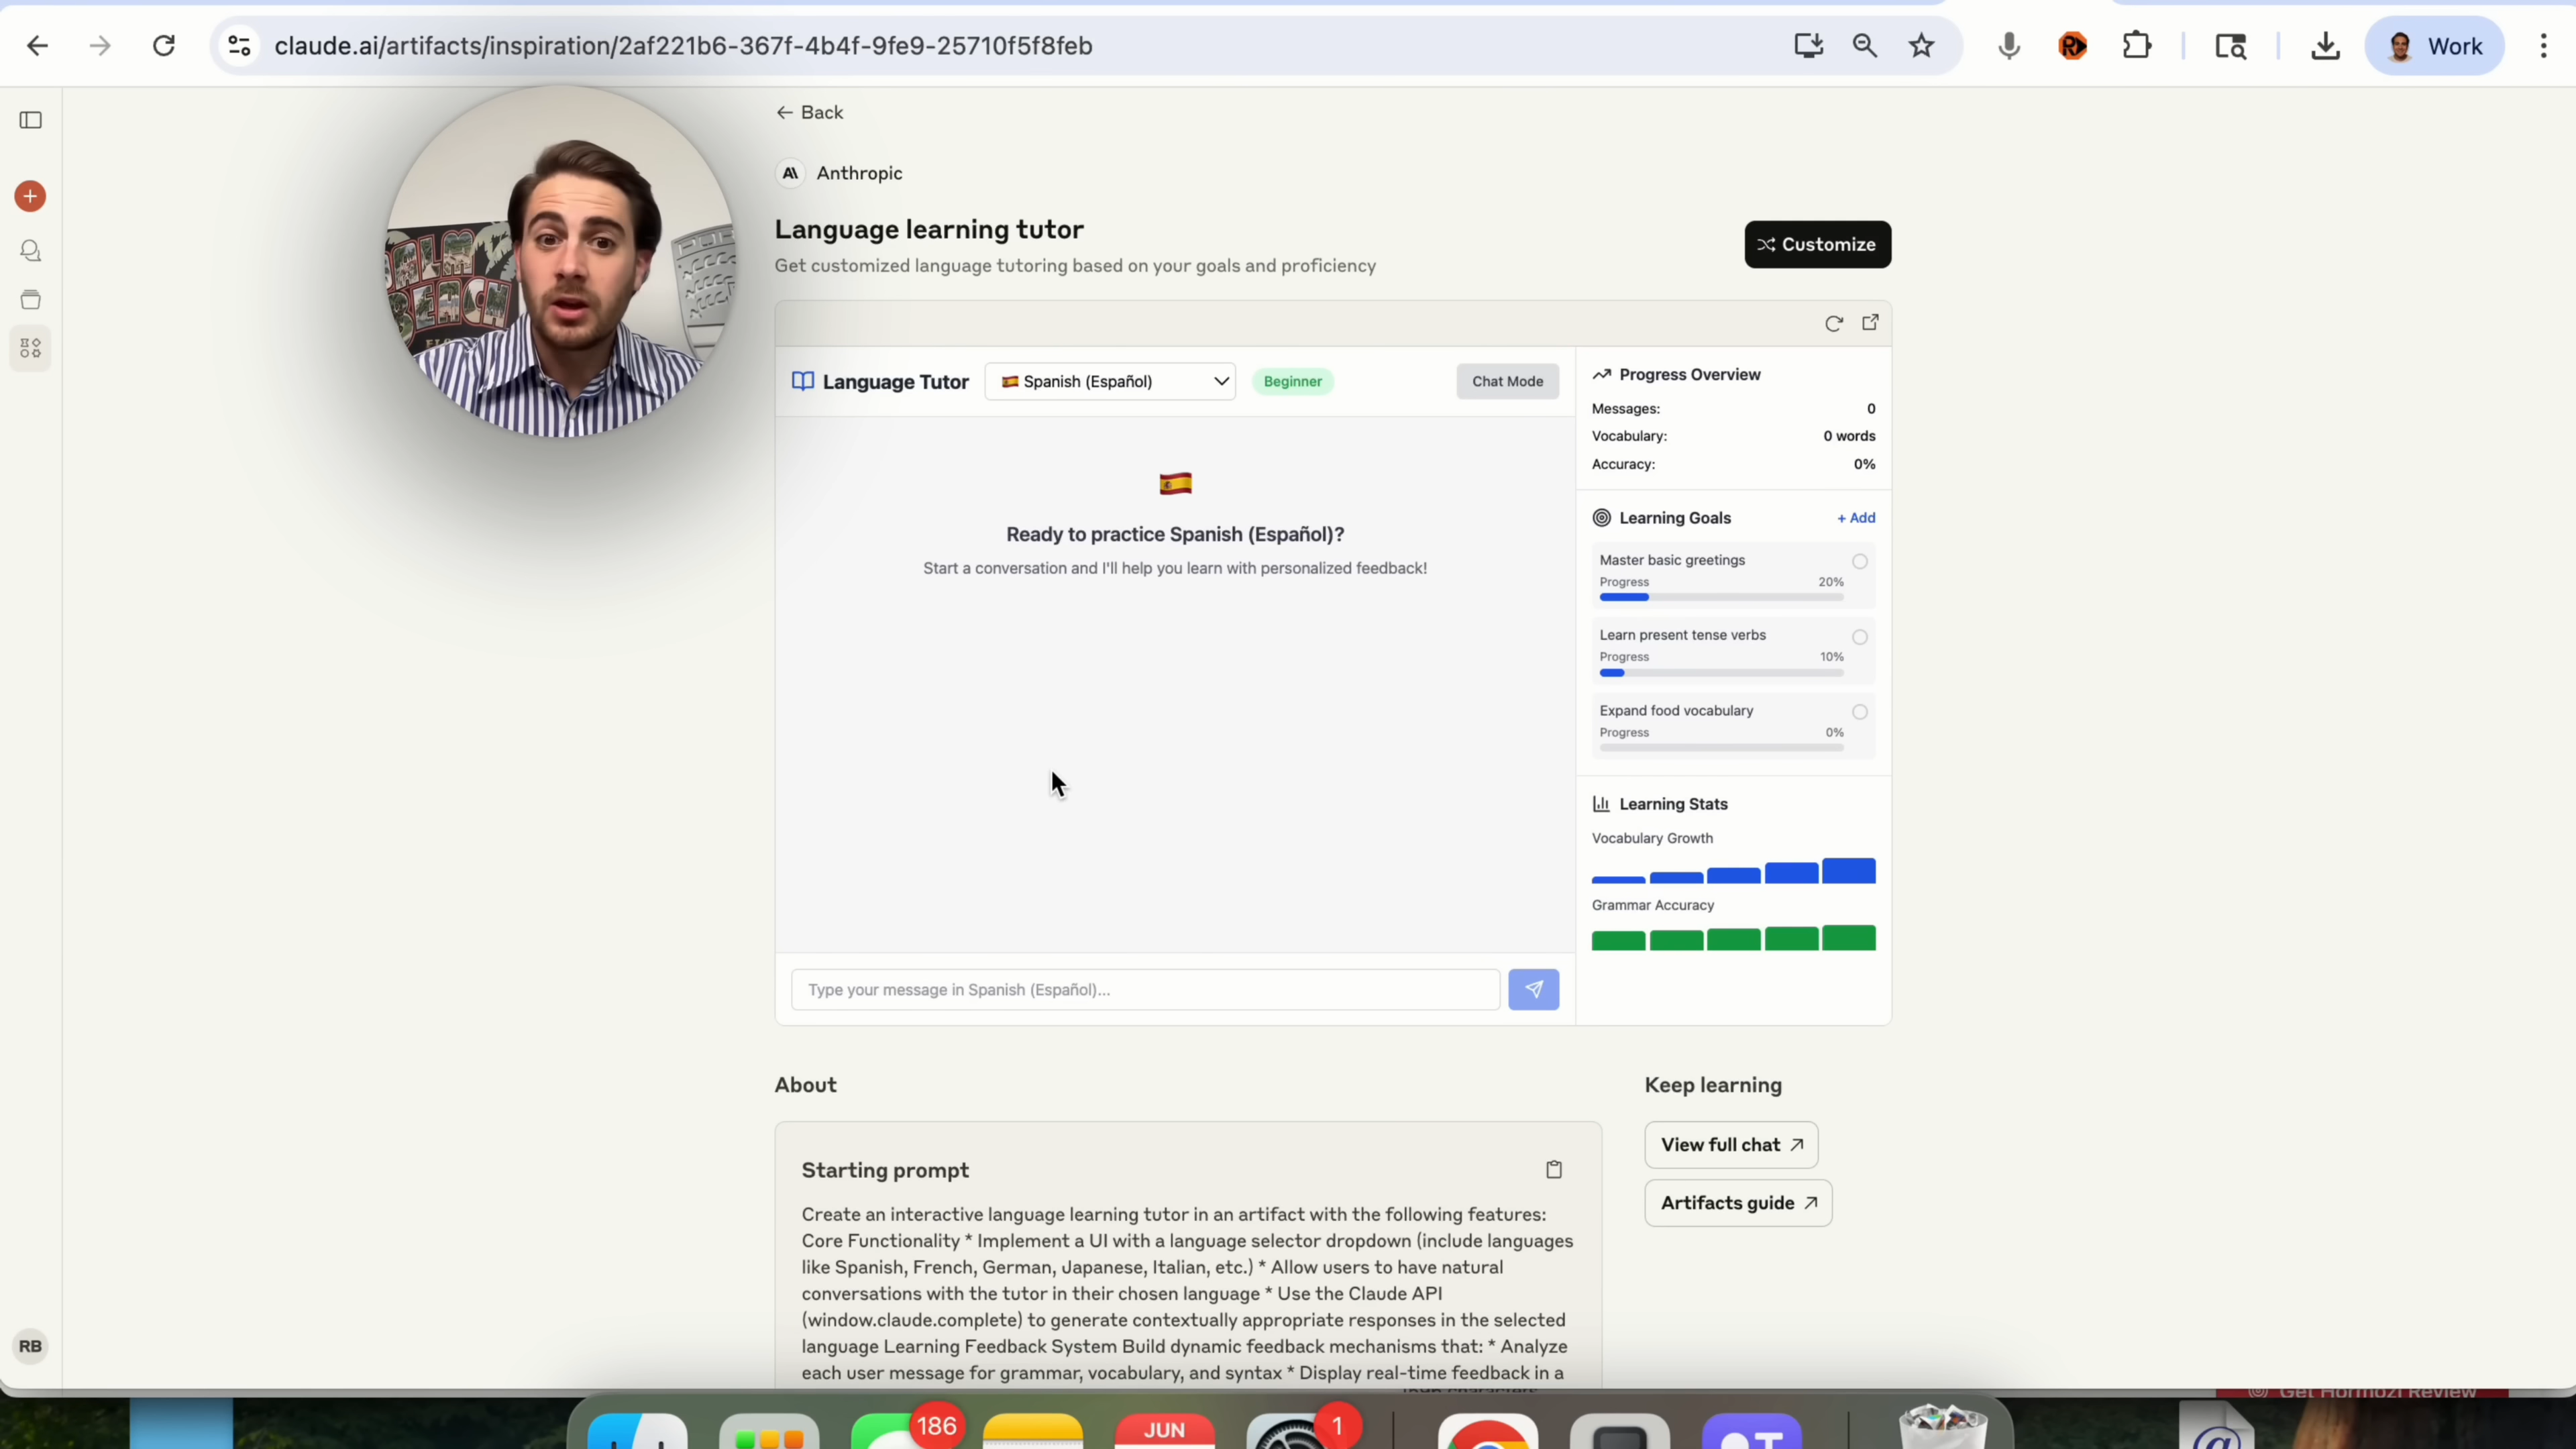 claude.ai/artifacts/inspiration/2af221b6-367f-4b4f-9fe9-25710f5f8feb
Work
Back
Anthropic
Language learning tutor
Get customized language tutoring based on your goals and proficiency
Customize
Language Tutor
Spanish (Español)
Beginner
Chat Mode
Ready to practice Spanish (Español)?
Start a conversation and I'll help you learn with personalized feedback!
Type your message in Spanish (Español)...
Progress Overview
Messages: 0
Vocabulary: 0 words
Accuracy: 0%
Learning Goals + Add
Master basic greetings
Progress 20%
Learn present tense verbs
Progress 10%
Expand food vocabulary
Progress 0%
Learning Stats
Vocabulary Growth
Grammar Accuracy
About
Starting prompt
Create an interactive language learning tutor in an artifact with the following features:
Core Functionality * Implement a UI with a language selector dropdown (include languages
like Spanish, French, German, Japanese, Italian, etc.) * Allow users to have natural
conversations with the tutor in their chosen language * Use the Claude API
(window.claude.complete) to generate contextually appropriate responses in the selected
language Learning Feedback System Build dynamic feedback mechanisms that: * Analyze
each user message for grammar, vocabulary, and syntax * Display real-time feedback in a
Keep learning
View full chat
Artifacts guide
RB
BEACH
Get Hormozi Review
186
JUN
1